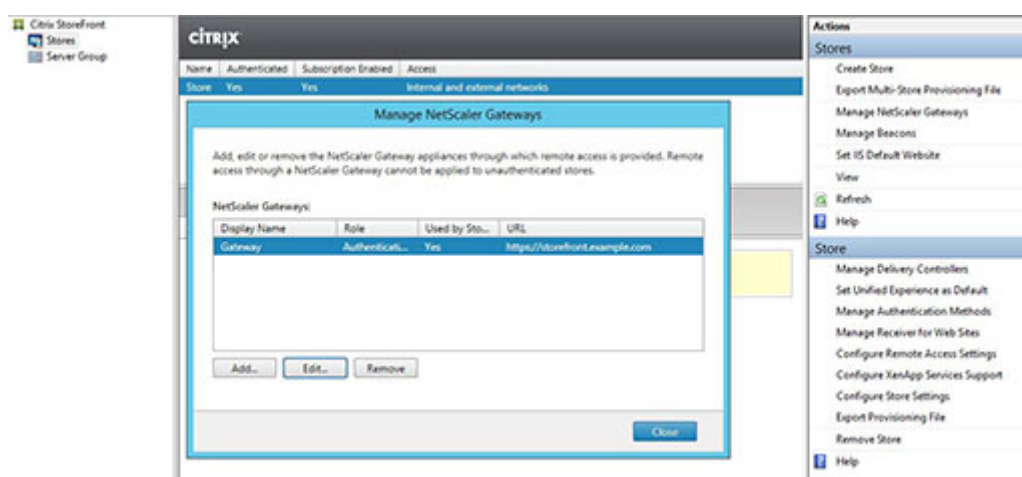 Citrix StoreFront
Stores
Server Group
CITRIX
Name Authenticated Subscription Enabled Access
Store Yes Yes Internal and external networks
Manage NetScaler Gateways
Add, edit or remove the NetScaler Gateway appliances through which remote access is provided. Remote
access through a NetScaler Gateway cannot be applied to unauthenticated stores.
NetScaler Gateways:
Display Name Role Used by Sto... URL
Gateway Authenticati... Yes https://storefront.example.com
Add... Edit... Remove
Close
Actions
Stores
Create Store
Export Multi-Store Provisioning File
Manage NetScaler Gateways
Manage Beacons
Set IIS Default Website
View
Refresh
Help
Store
Manage Delivery Controllers
Set Unified Experience as Default
Manage Authentication Methods
Manage Receiver for Web Sites
Configure Remote Access Settings
Configure XenApp Services Support
Configure Store Settings
Export Provisioning File
Remove Store
Help